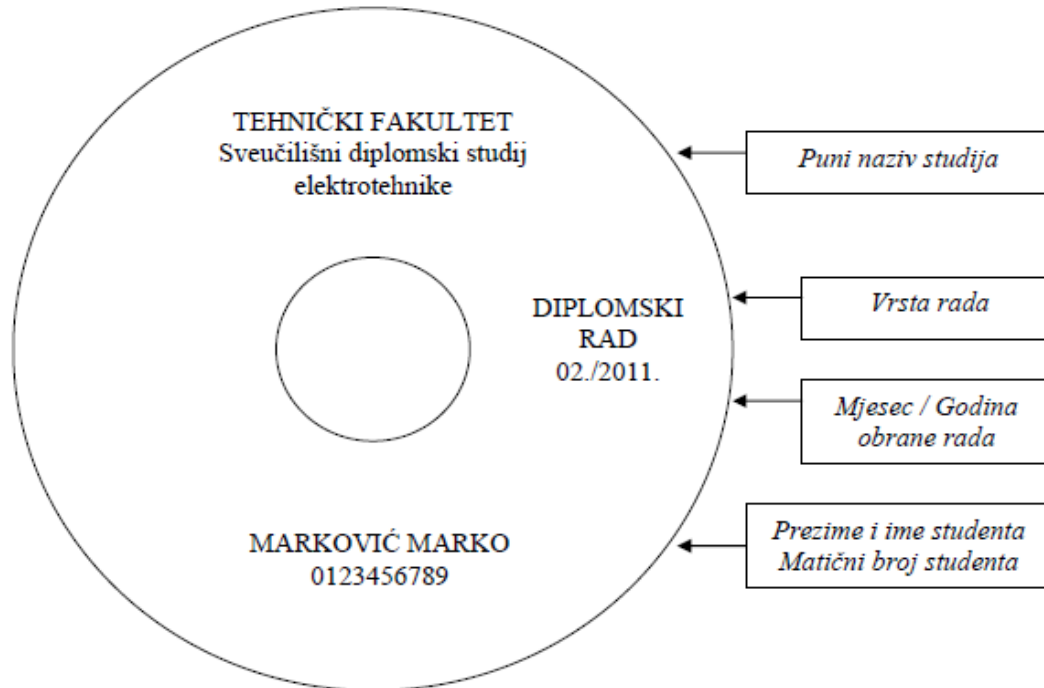 TEHNIČKI FAKULTET
Sveučilišni diplomski studij
elektrotehnike
Puni naziv studija
DIPLOMSKI
RAD
02./2011.
Vrsta rada
Mjesec / Godina
obrane rada
MARKOVIĆ MARKO
0123456789
Prezime i ime studenta
Matični broj studenta